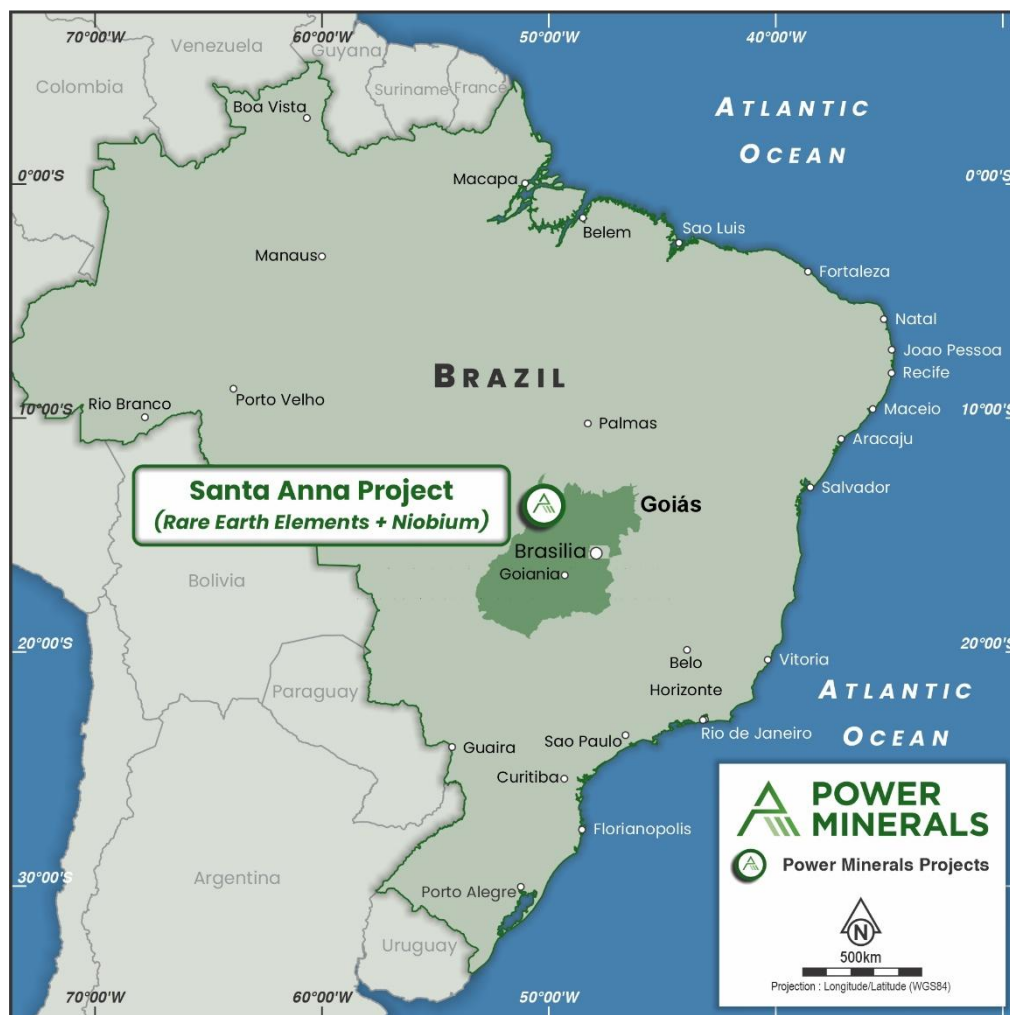 70°00'W
60°00'W
50°00'W
40°00'W
Venezuela
Guyana
Colombia
Suriname
France
Boa Vista
ATLANTIC
OCEAN
0°00'S
0°00'S
Macapa
Belem
Sao Luis
Manaus
Fortaleza
Natal
Joao Pessoa
Recife
BRAZIL
Porto Velho
Rio Branco
Maceio
10°00'S
10°00'S
Palmas
Aracaju
Salvador
Santa Anna Project
(Rare Earth Elements + Niobium)
Goiás
Brasilia
Goiania
Bolivia
20°00'S
20°00'S
Belo
Horizonte
Vitoria
Paraguay
ATLANTIC
OCEAN
Rio de Janeiro
Sao Paulo
Guaira
Curitiba
Florianopolis
Argentina
30°00'S
Porto Alegre
Uruguay
70°00'W
60°00'W
50°00'W
POWER
MINERALS
Power Minerals Projects
N
500km
Projection : Longitude/Latitude (WGS84)